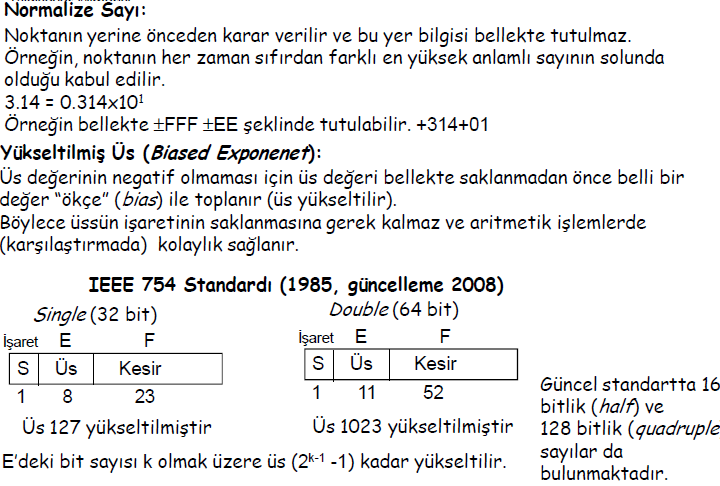 Normalize Sayı:
Noktanın yerine önceden karar verilir ve bu yer bilgisi bellekte tutulmaz.
Örneğin, noktanın her zaman sıfırdan farklı en yüksek anlamlı sayının solunda
olduğu kabul edilir.
3.14 = 0.314x10¹
Örneğin bellekte ±FFF ±EE şeklinde tutulabilir. +314+01
Yükseltilmiş Üs (Biased Exponenet):
Üs değerinin negatif olmaması için üs değeri bellekte saklanmadan önce belli bir
değer “ökçe” (bias) ile toplanır (üs yükseltilir).
Böylece üssün işaretinin saklanmasına gerek kalmaz ve aritmetik işlemlerde
(karşılaştırmada) kolaylık sağlanır.
IEEE 754 Standardı (1985, güncelleme 2008)
Single (32 bit)
İşaret E F
S Üs Kesir
1 8 23
Üs 127 yükseltilmiştir
Double (64 bit)
İşaret E F
S Üs Kesir
1 11 52
Üs 1023 yükseltilmiştir
Güncel standartta 16
bitlik (half) ve
128 bitlik (quadruple
sayılar da
bulunmaktadır.
E’deki bit sayısı k olmak üzere üs (2ᵏ⁻¹ -1) kadar yükseltilir.